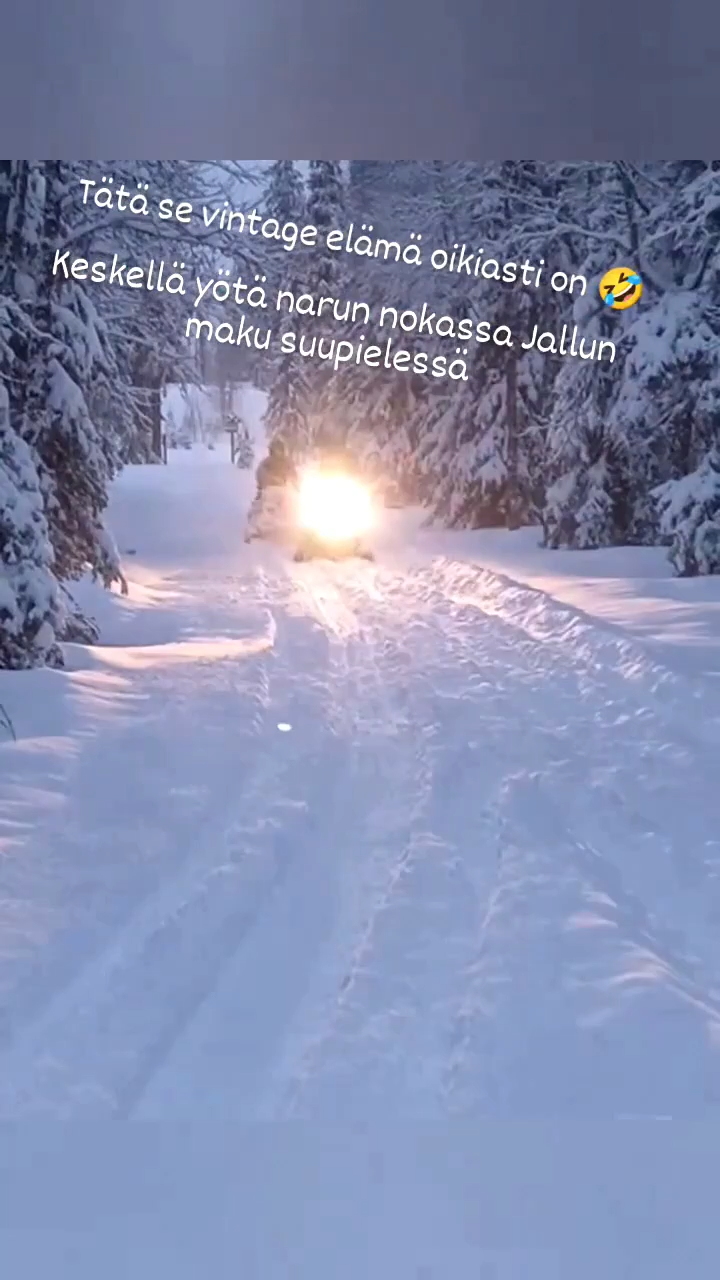 Tätä se vintage elämä oikiasti on 🤣
Keskellä yötä narun nokassa Jallun
maku suupielessä